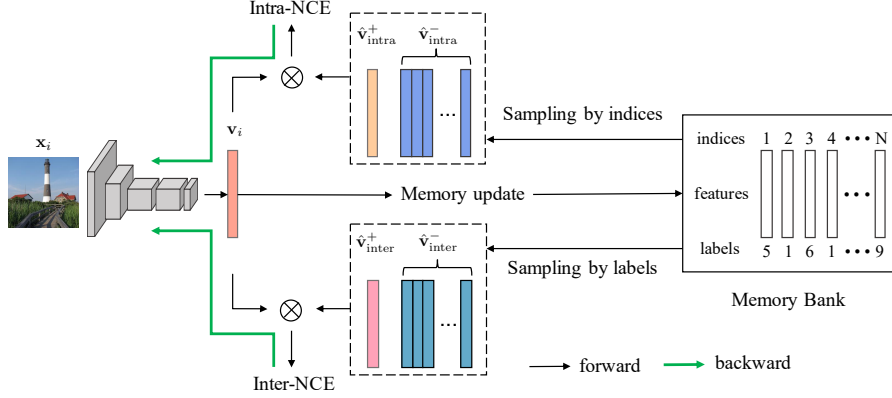 Intra-NCE
v̂⁺intra v̂⁻intra
...
Sampling by indices
xᵢ
vᵢ
indices 1 2 3 4 ••• N
Memory update
features •••
labels 5 1 6 1 ••• 9
Memory Bank
v̂⁺inter v̂⁻inter
...
Sampling by labels
Inter-NCE
forward backward